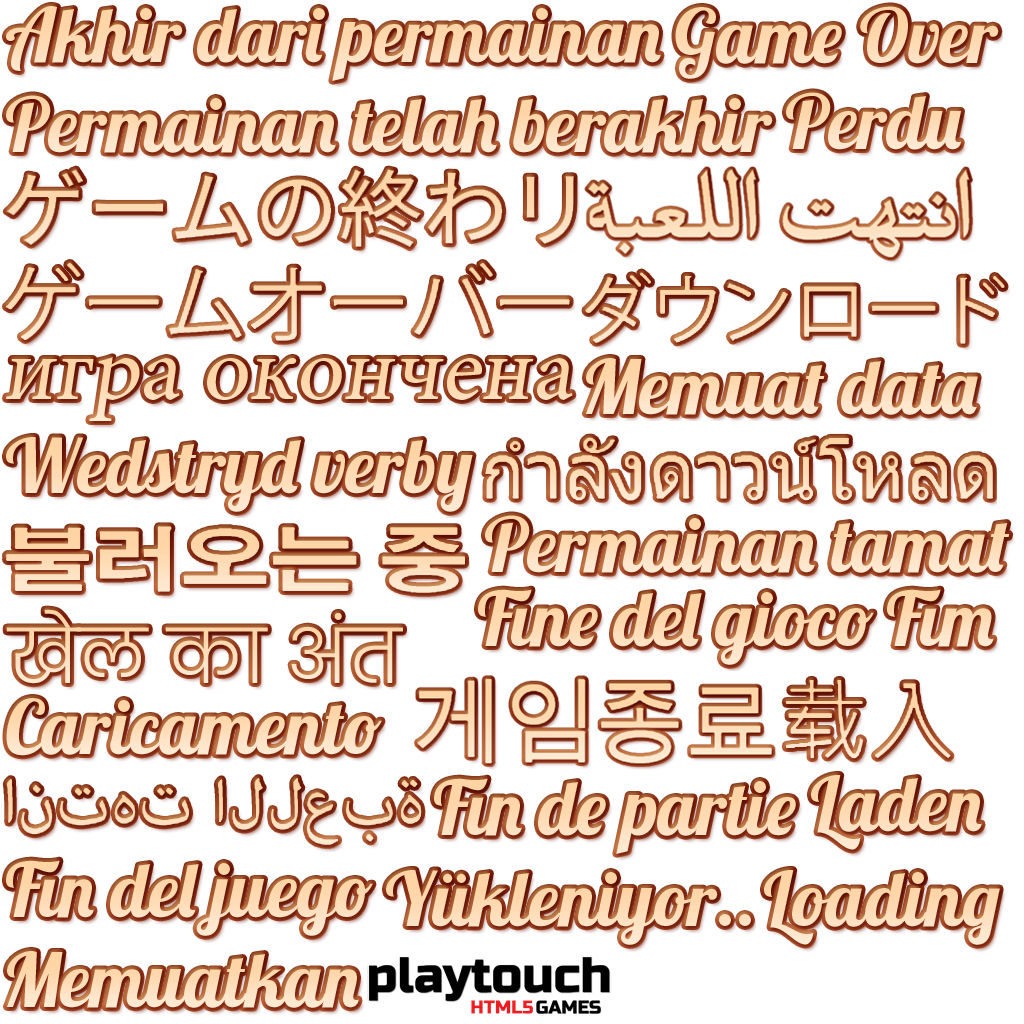 Akhir dari permainan Game Over
Permainan telah berakhir Perdu
ゲームの終わり انتهت اللعبة
ゲームオーバー ダウンロード
игра окончена Memuat data
Wedstryd verby กำลังดาวน์โหลด
불러오는 중 Permainan tamat
खेल का अंत Fine del gioco Fim
Caricamento 게임종료 载入
انتهت اللعبة Fin de partie Laden
Fin del juego Yükleniyor.. Loading
Memuatkan playtouch
HTML5 GAMES